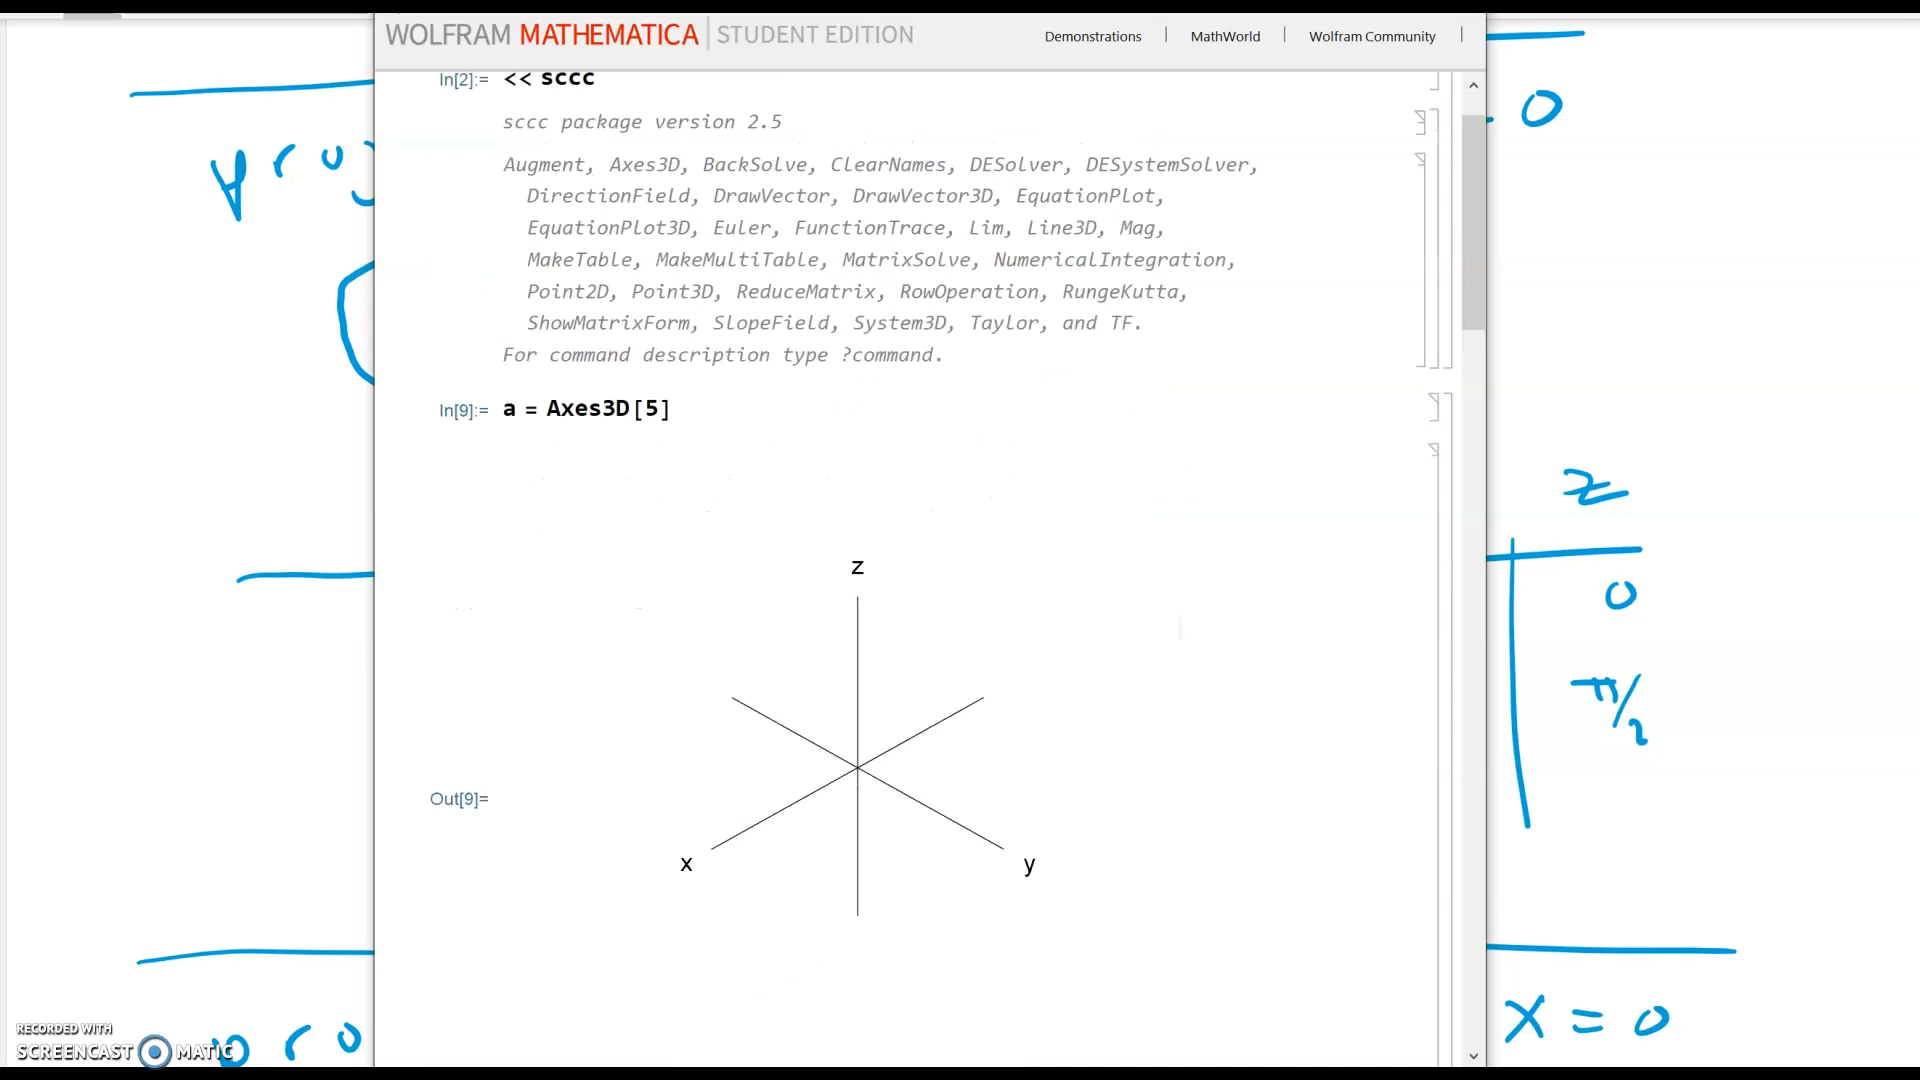 WOLFRAM MATHEMATICA STUDENT EDITION
Demonstrations | MathWorld | Wolfram Community |
In[2]:= << sccc
sccc package version 2.5
Augment, Axes3D, BackSolve, ClearNames, DESolver, DESystemSolver,
DirectionField, DrawVector, DrawVector3D, EquationPlot,
EquationPlot3D, Euler, FunctionTrace, Lim, Line3D, Mag,
MakeTable, MakeMultiTable, MatrixSolve, NumericalIntegration,
Point2D, Point3D, ReduceMatrix, RowOperation, RungeKutta,
ShowMatrixForm, SlopeField, System3D, Taylor, and TF.
For command description type ?command.
In[9]:= a = Axes3D[5]
z
Out[9]=
x
y
proj
0
z
0
π/2
pro
x = 0
RECORDED WITH
SCREENCAST MATIC